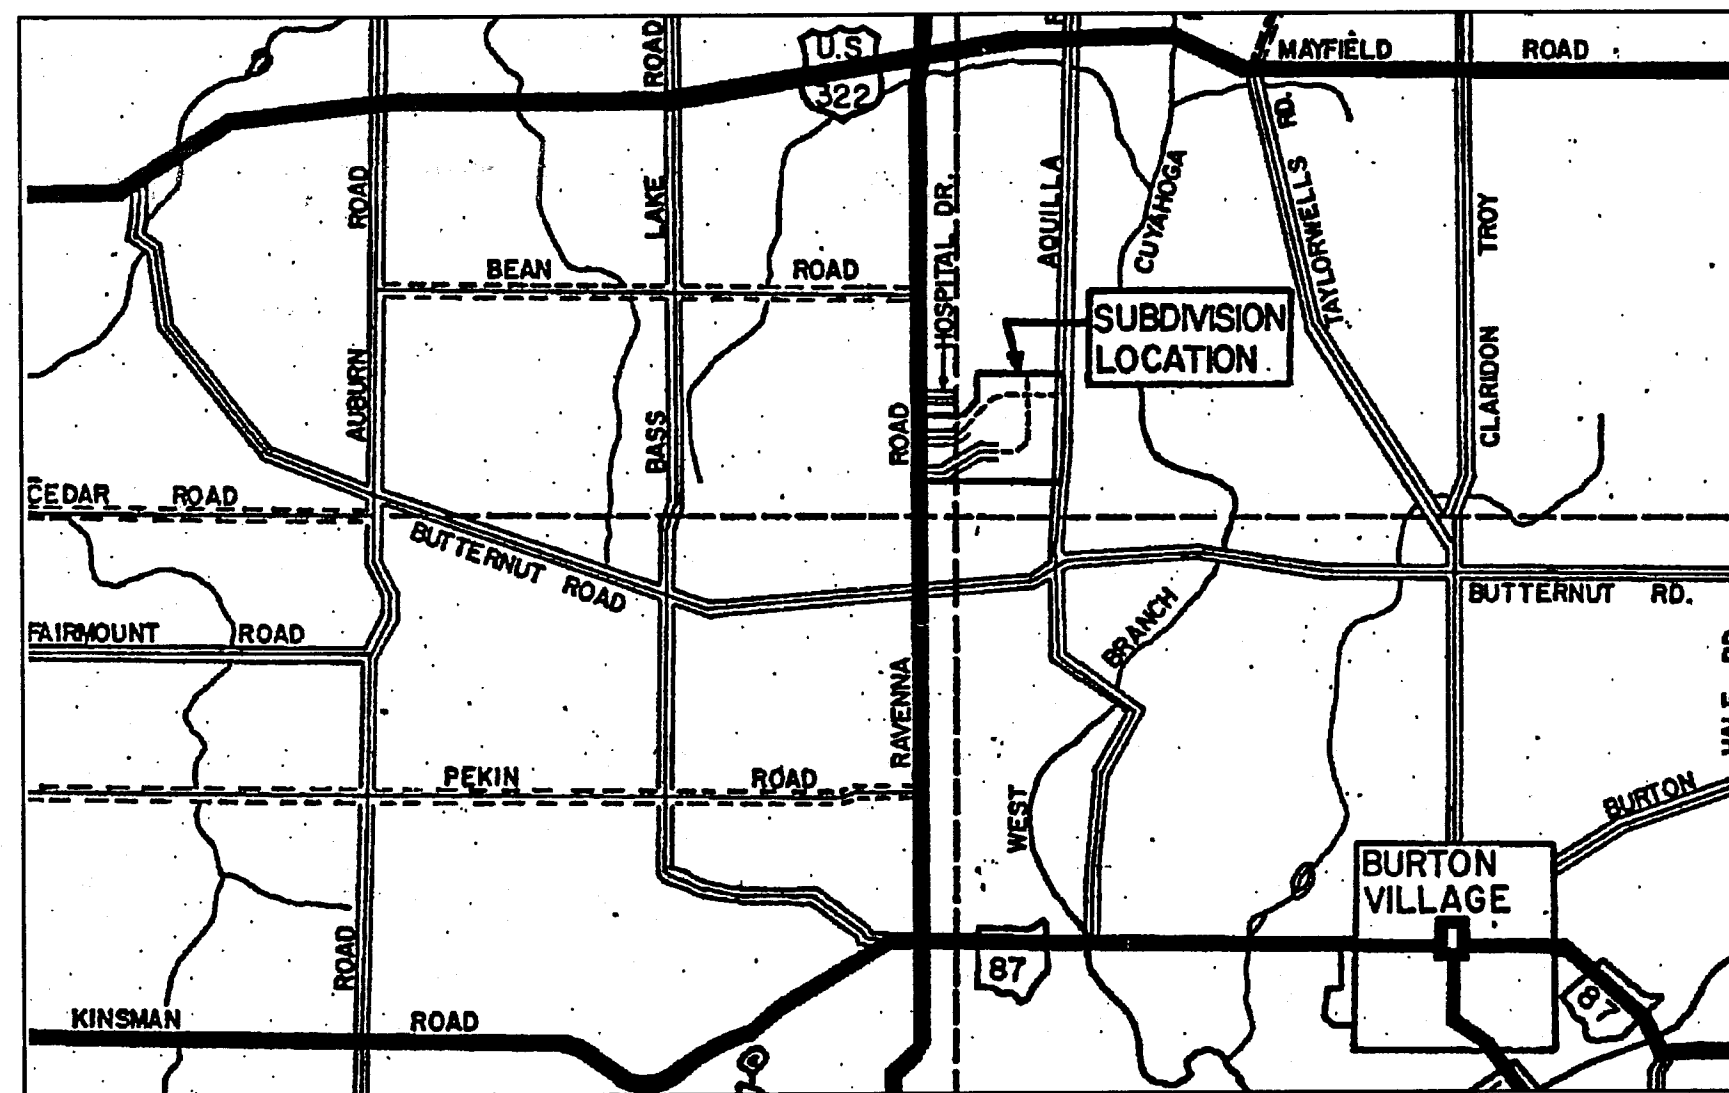 U.S
322
MAYFIELD ROAD
ROAD
LAKE
BASS
ROAD
AUBURN
ROAD
BEAN ROAD
HOSPITAL DR.
AQUILLA
CUYAHOGA
TAYLORWELLS RD.
TROY
CLARIDON
SUBDIVISION
LOCATION
ROAD
RAVENNA
CEDAR ROAD
BUTTERNUT ROAD
BUTTERNUT RD.
FAIRMOUNT ROAD
BRANCH
WEST
PEKIN ROAD
BURTON
BURTON
VILLAGE
87
87
KINSMAN ROAD